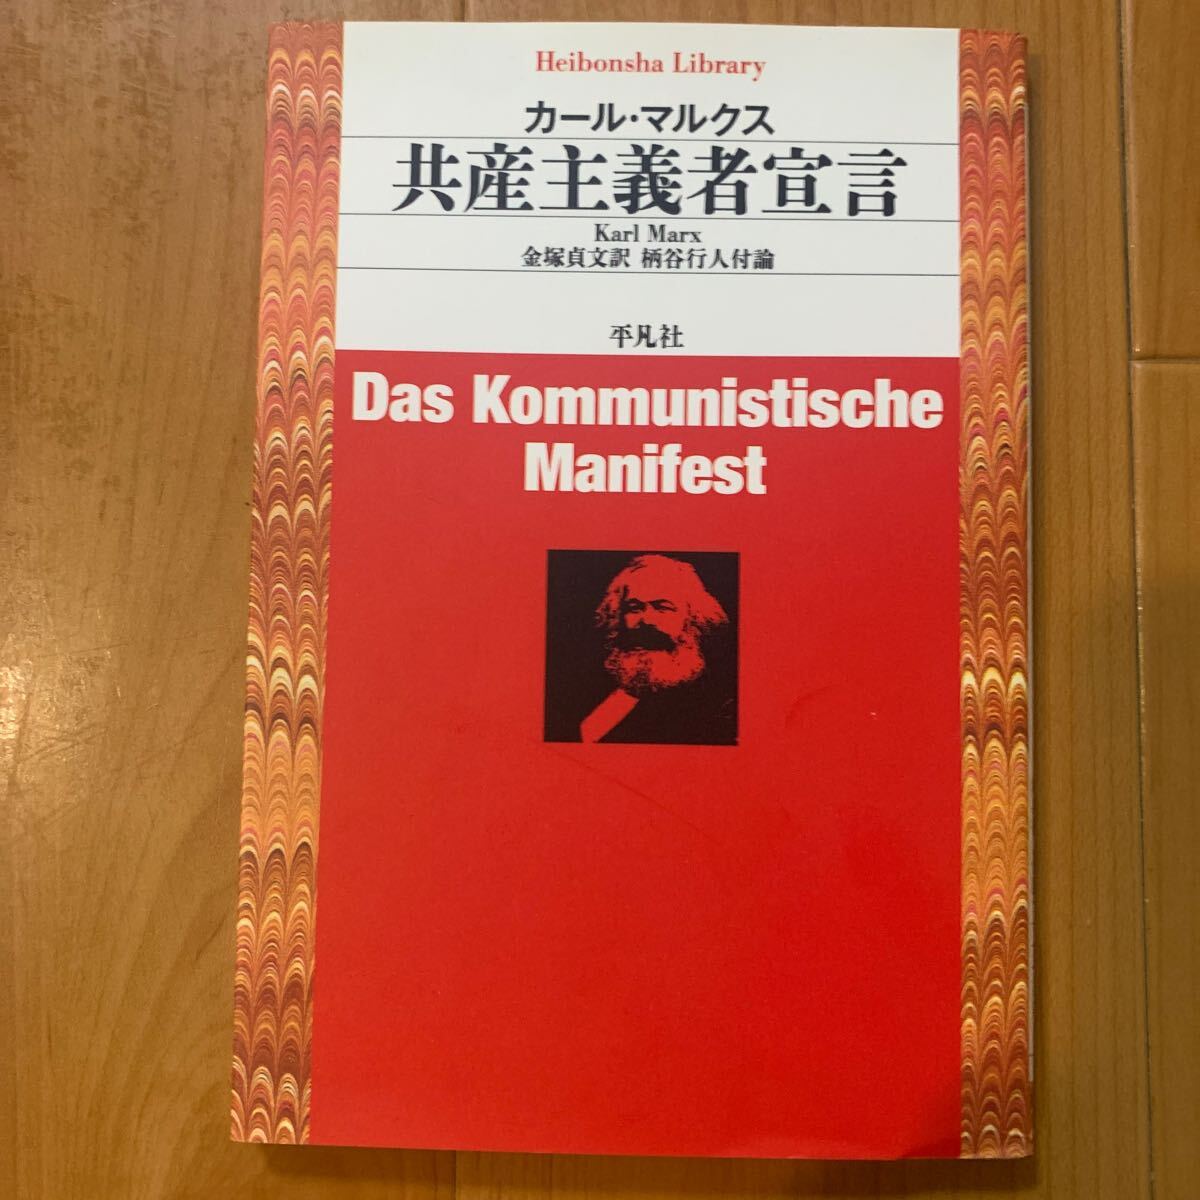 Heibonsha Library
カール・マルクス
共産主義者宣言
Karl Marx
金塚貞文訳 柄谷行人付論
平凡社
Das Kommunistische
Manifest